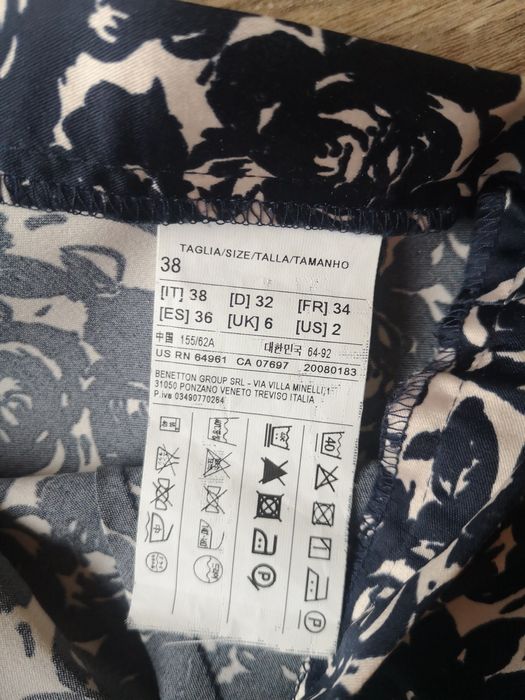 TAGLIA/SIZE/TALLA/TAMANHO
38
[IT] 38 [D] 32 [FR] 34
[ES] 36 [UK] 6 [US] 2
中国 155/62A 대한민국 64-92
US RN 64961 CA 07697 20080183
BENETTON GROUP SRL - VIA VILLA MINELLI,1
31050 PONZANO VENETO TREVISO ITALIA
P.iva 03490770264
40
P
P
中